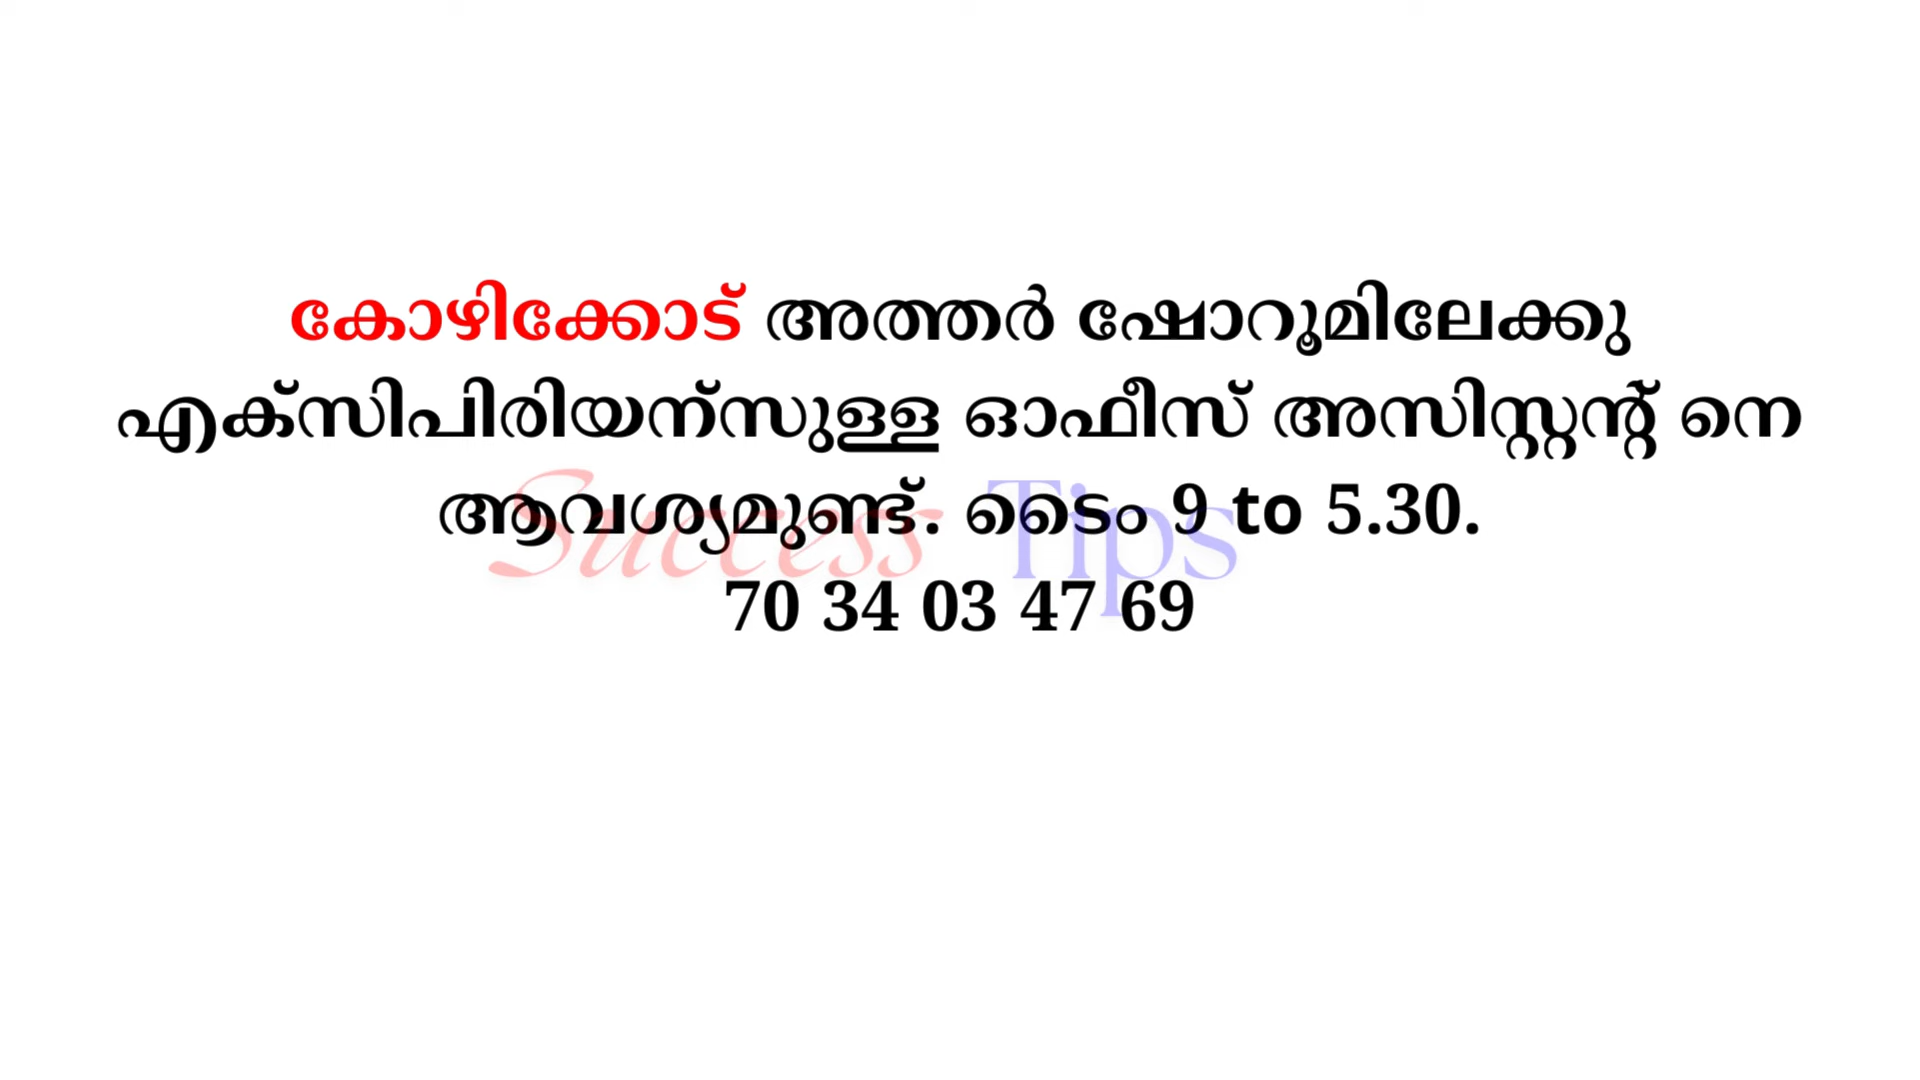 കോഴിക്കോട് അത്തർ ഷോറൂമിലേക്കു
എക്സിപിരിയന്സുള്ള ഓഫീസ് അസിസ്റ്റന്റ് നെ
ആവശ്യമുണ്ട്. ടൈം 9 to 5.30.
Success Tips
70 34 03 47 69